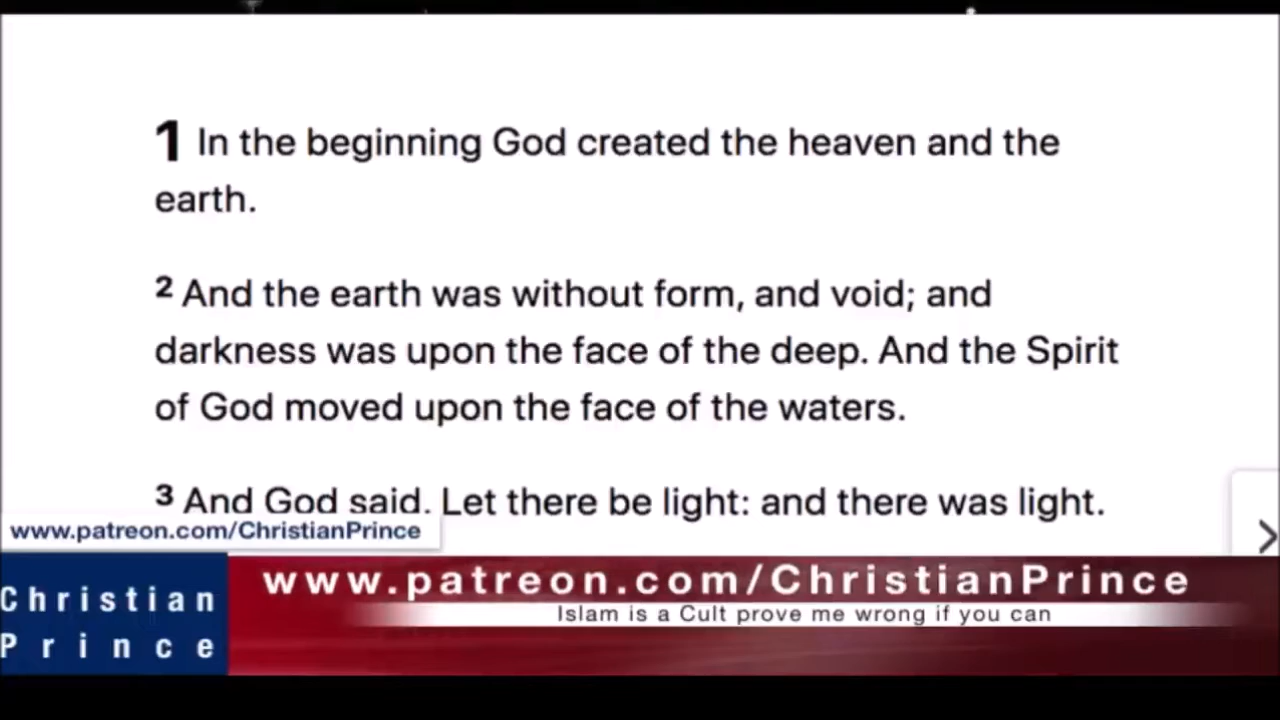 1 In the beginning God created the heaven and the
earth.
2 And the earth was without form, and void; and
darkness was upon the face of the deep. And the Spirit
of God moved upon the face of the waters.
3 And God said, Let there be light: and there was light.
www.patreon.com/ChristianPrince
Christian
Prince
www.patreon.com/ChristianPrince
Islam is a Cult prove me wrong if you can